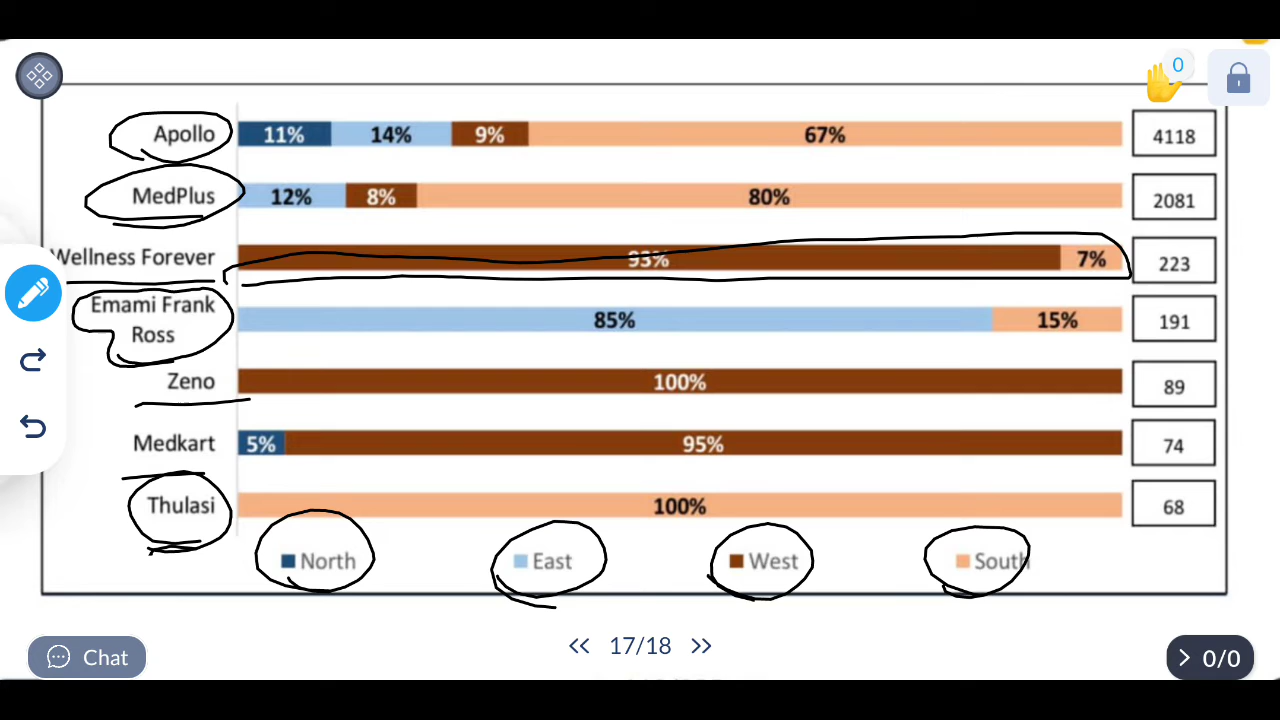 0
Apollo 11% 14% 9% 67% 4118
MedPlus 12% 8% 80% 2081
Wellness Forever 93% 7% 223
Emami Frank
Ross 85% 15% 191
Zeno 100% 89
Medkart 5% 95% 74
Thulasi 100% 68
North East West South
<< 17/18 >>
Chat
> 0/0